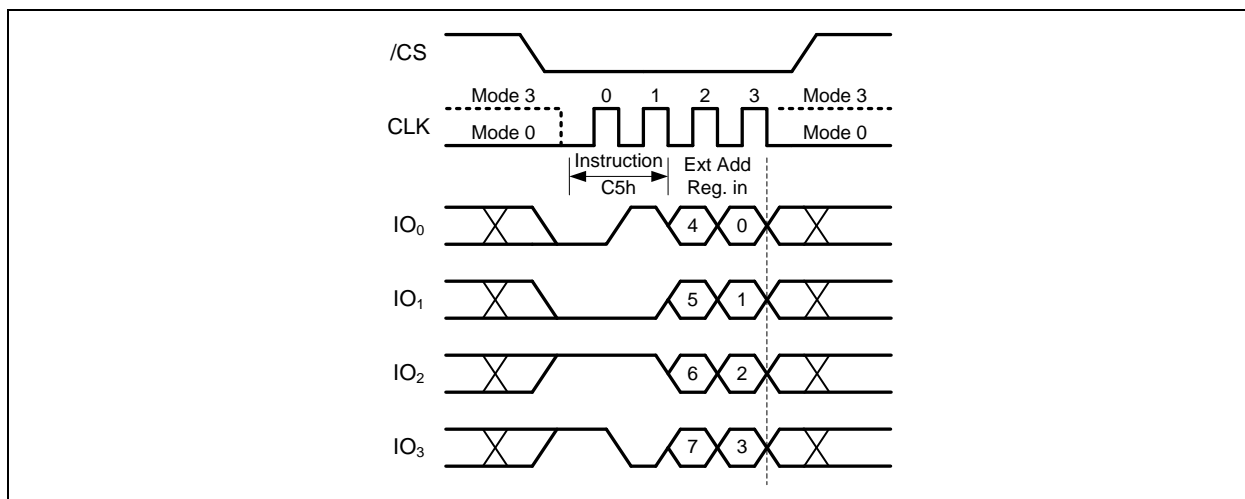 /CS
Mode 3 0 1 2 3 Mode 3
CLK
Mode 0 Mode 0
Instruction Ext Add
C5h Reg. in
IO₀ 4 0
IO₁ 5 1
IO₂ 6 2
IO₃ 7 3